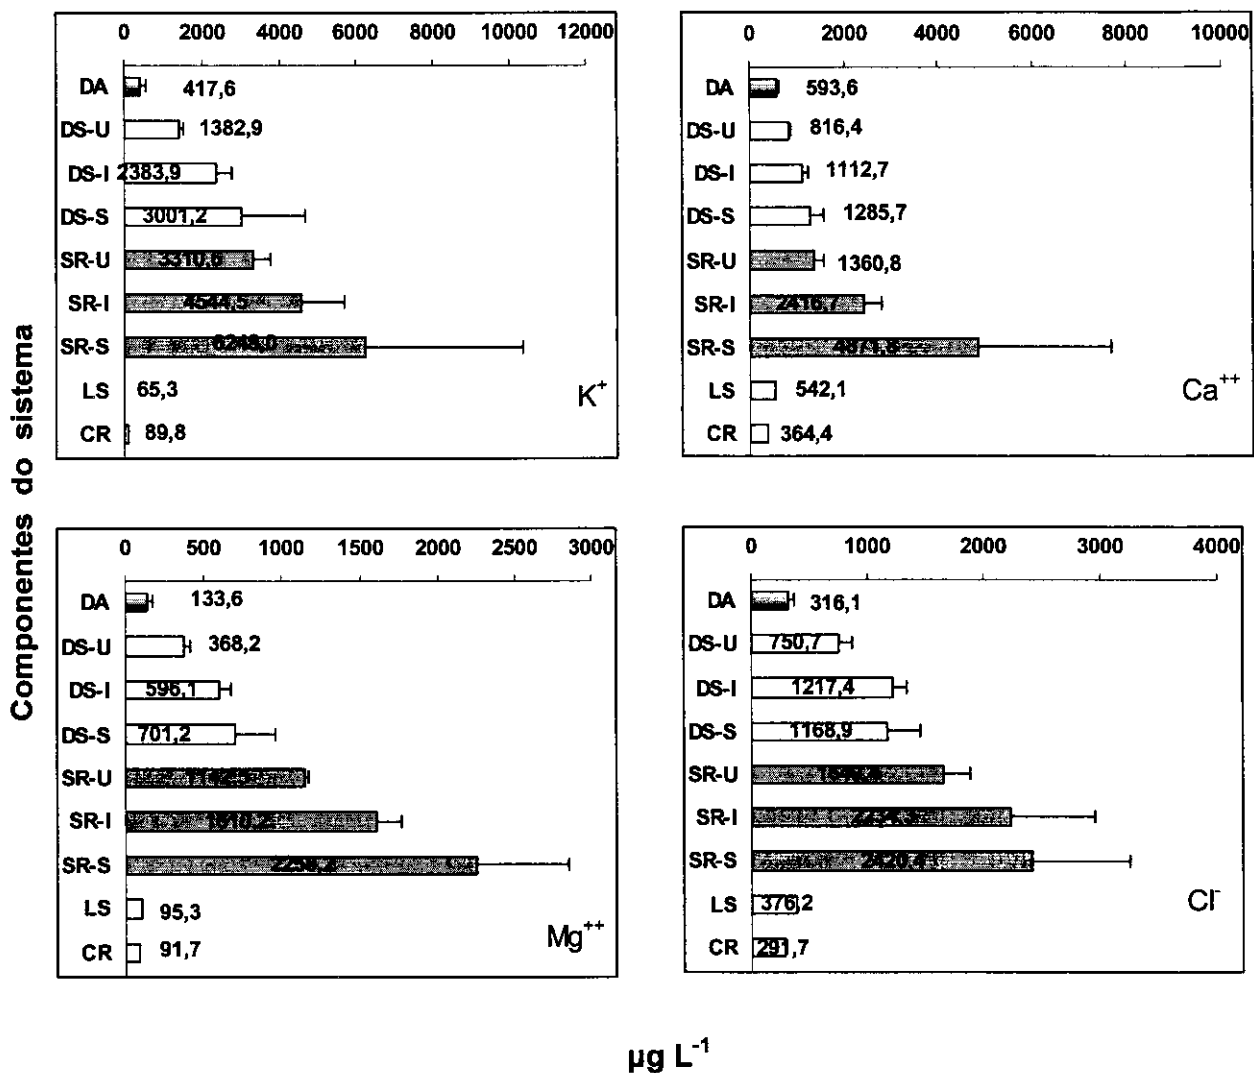 0 2000 4000 6000 8000 10000 12000
DA 417,6
DS-U 1382,9
DS-I 2383,9
DS-S 3001,2
SR-U 3310,6
SR-I 4544,5
SR-S
LS 65,3
CR 89,8
K+
0 2000 4000 6000 8000 10000
DA 593,6
DS-U 816,4
DS-I 1112,7
DS-S 1285,7
SR-U 1360,8
SR-I 2416,7
SR-S
LS 542,1
CR 364,4
Ca++
Componentes do sistema
0 500 1000 1500 2000 2500 3000
DA 133,6
DS-U 368,2
DS-I 596,1
DS-S 701,2
SR-U
SR-I
SR-S
LS 95,3
CR 91,7
Mg++
0 1000 2000 3000 4000
DA 316,1
DS-U 750,7
DS-I 1217,4
DS-S 1168,9
SR-U
SR-I
SR-S 2420,4
LS 376,2
CR 291,7
Cl-
µg L-1